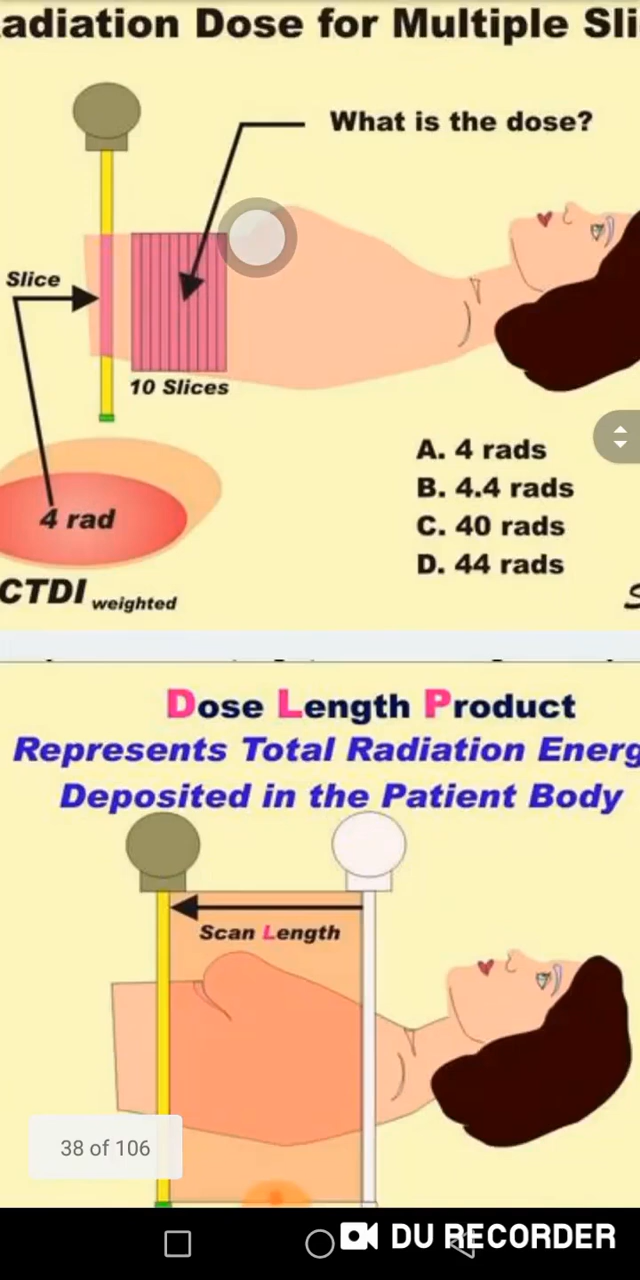 adiation Dose for Multiple Sli
What is the dose?
Slice
10 Slices
A. 4 rads
B. 4.4 rads
4 rad
C. 40 rads
D. 44 rads
CTDI weighted
Dose Length Product
Represents Total Radiation Energ
Deposited in the Patient Body
Scan Length
38 of 106
DU RECORDER